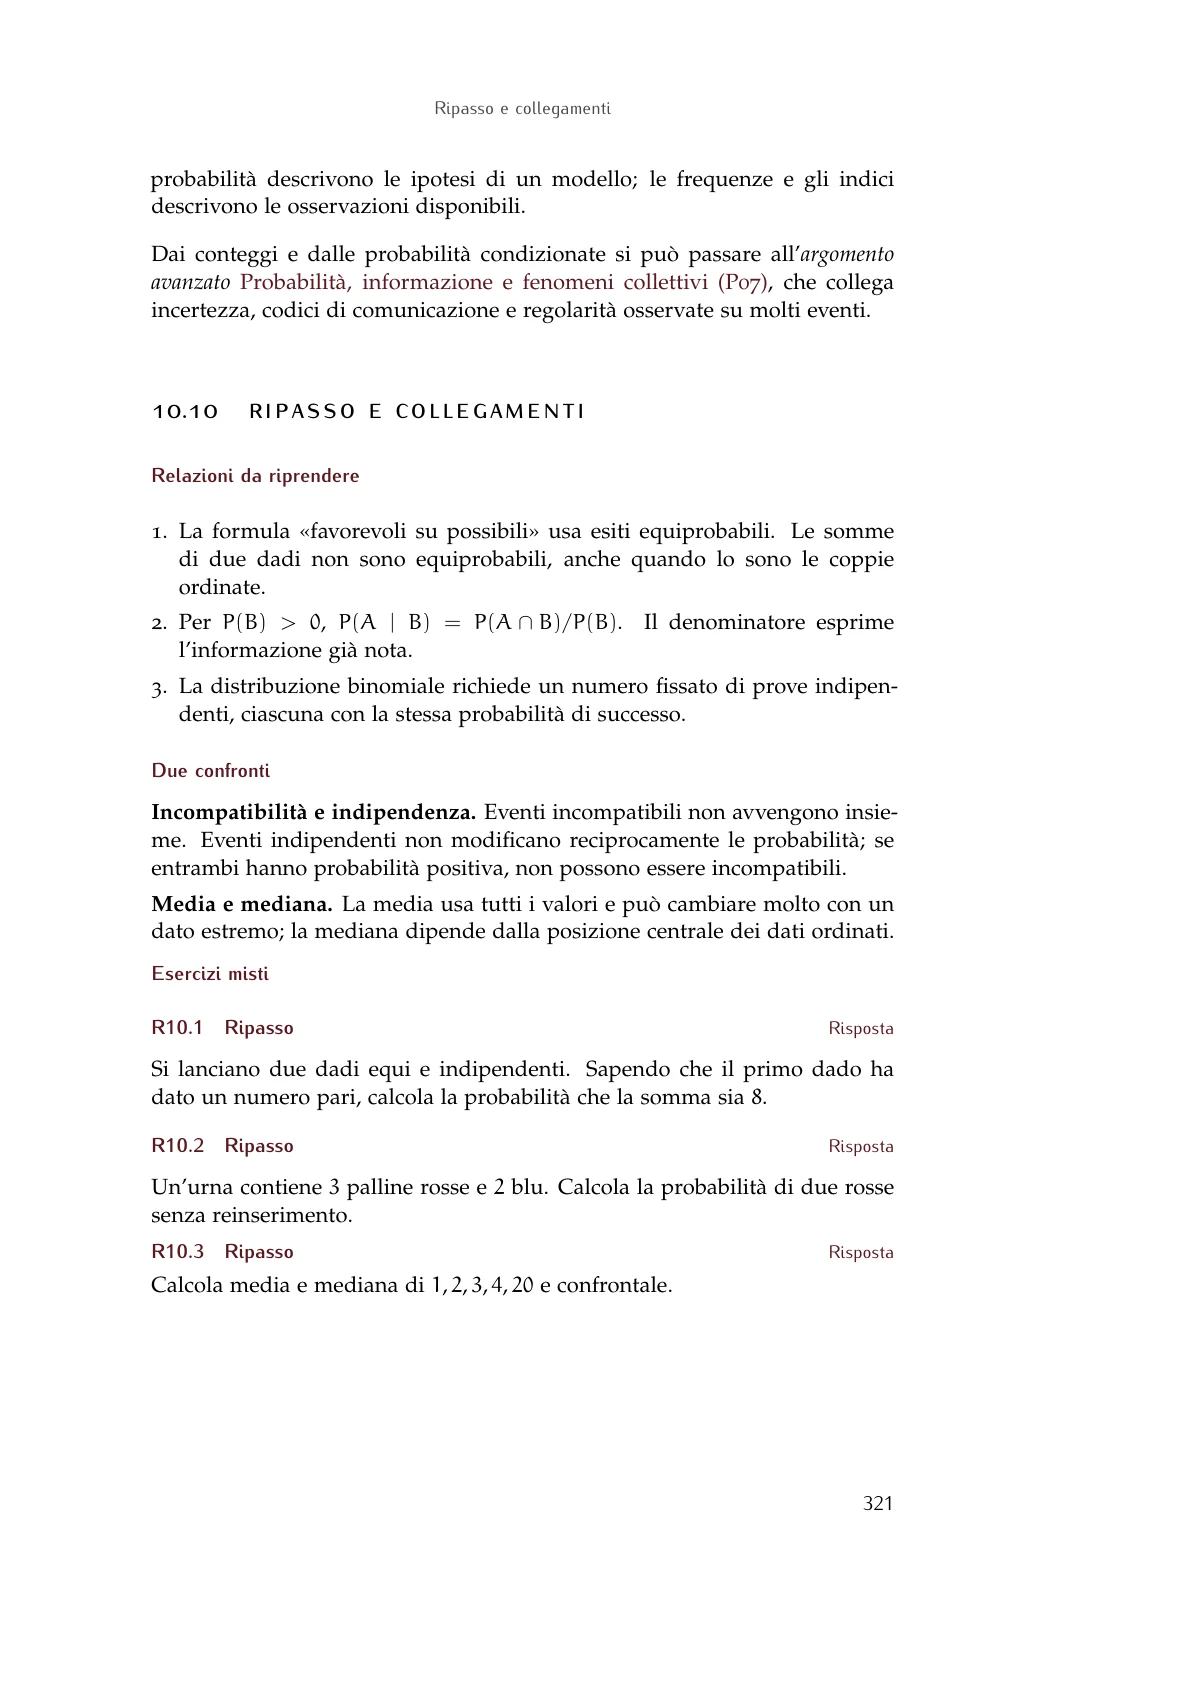 Ripasso e collegamenti
probabilità descrivono le ipotesi di un modello; le frequenze e gli indici
descrivono le osservazioni disponibili.
Dai conteggi e dalle probabilità condizionate si può passare all'argomento
avanzato Probabilità, informazione e fenomeni collettivi (P07), che collega
incertezza, codici di comunicazione e regolarità osservate su molti eventi.
10.10 RIPASSO E COLLEGAMENTI
Relazioni da riprendere
1. La formula «favorevoli su possibili» usa esiti equiprobabili. Le somme
di due dadi non sono equiprobabili, anche quando lo sono le coppie
ordinate.
2. Per P(B) > 0, P(A | B) = P(A ∩ B)/P(B). Il denominatore esprime
l'informazione già nota.
3. La distribuzione binomiale richiede un numero fissato di prove indipen-
denti, ciascuna con la stessa probabilità di successo.
Due confronti
Incompatibilità e indipendenza. Eventi incompatibili non avvengono insie-
me. Eventi indipendenti non modificano reciprocamente le probabilità; se
entrambi hanno probabilità positiva, non possono essere incompatibili.
Media e mediana. La media usa tutti i valori e può cambiare molto con un
dato estremo; la mediana dipende dalla posizione centrale dei dati ordinati.
Esercizi misti
R10.1 Ripasso Risposta
Si lanciano due dadi equi e indipendenti. Sapendo che il primo dado ha
dato un numero pari, calcola la probabilità che la somma sia 8.
R10.2 Ripasso Risposta
Un'urna contiene 3 palline rosse e 2 blu. Calcola la probabilità di due rosse
senza reinserimento.
R10.3 Ripasso Risposta
Calcola media e mediana di 1, 2, 3, 4, 20 e confrontale.
321